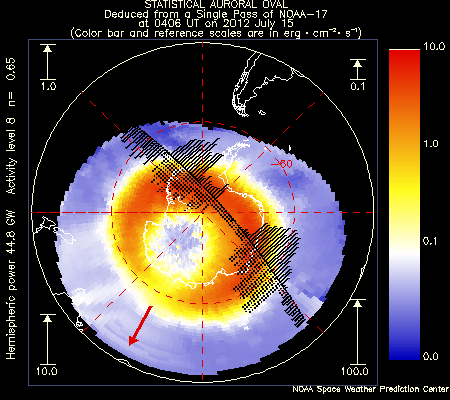 STATISTICAL AURORAL OVAL
Deduced from a Single Pass of NOAA-17
at 0406 UT on 2012 July 15
(Color bar and reference scales are in erg·cm⁻²·s⁻¹)
Hemispheric power 44.8 GW Activity level 8 n= 0.65
1.0
0.1
-60
10.0
100.0
10.0
1.0
0.1
0.0
NOAA Space Weather Prediction Center